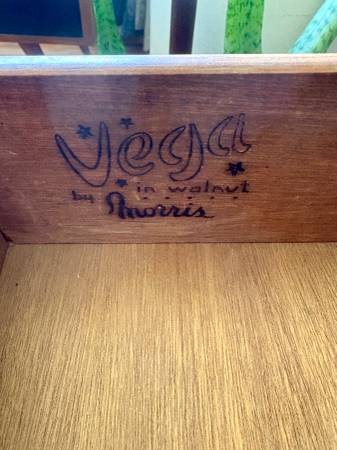 Vega
in walnut
by Morris